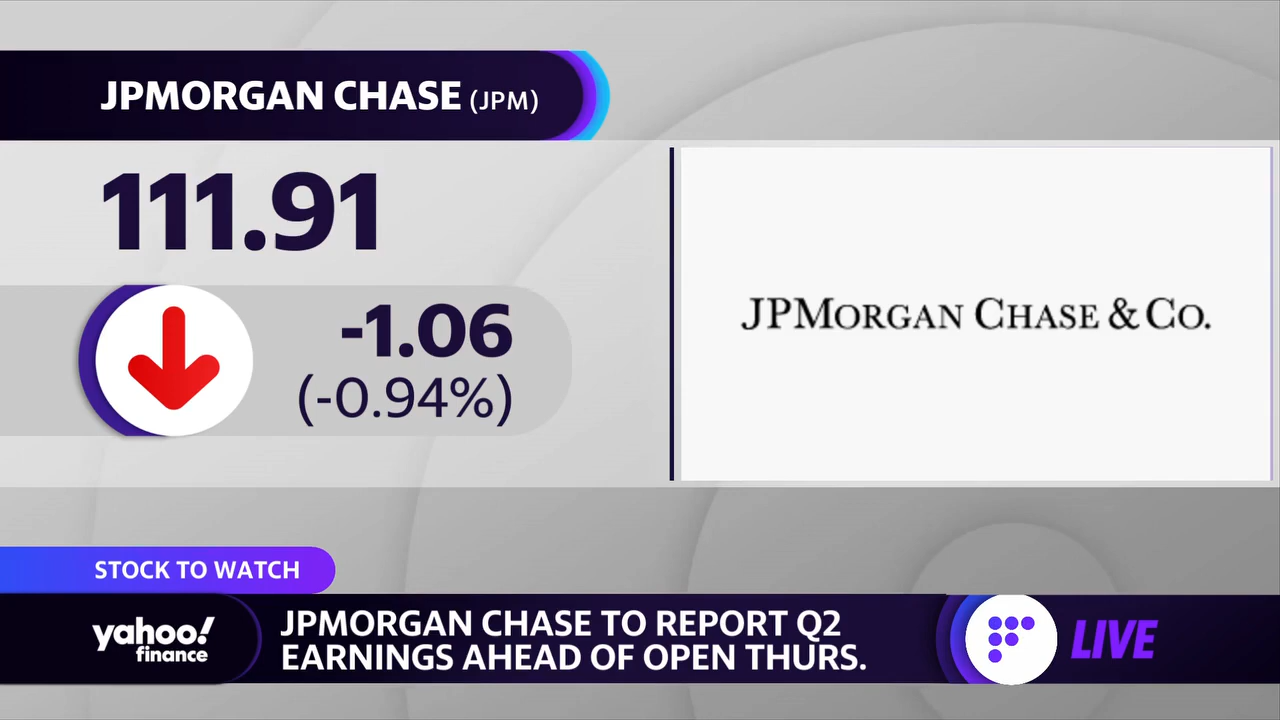 JPMORGAN CHASE (JPM)
111.91
-1.06
(-0.94%)
JPMORGAN CHASE & CO.
STOCK TO WATCH
yahoo!
finance
JPMORGAN CHASE TO REPORT Q2
EARNINGS AHEAD OF OPEN THURS.
LIVE